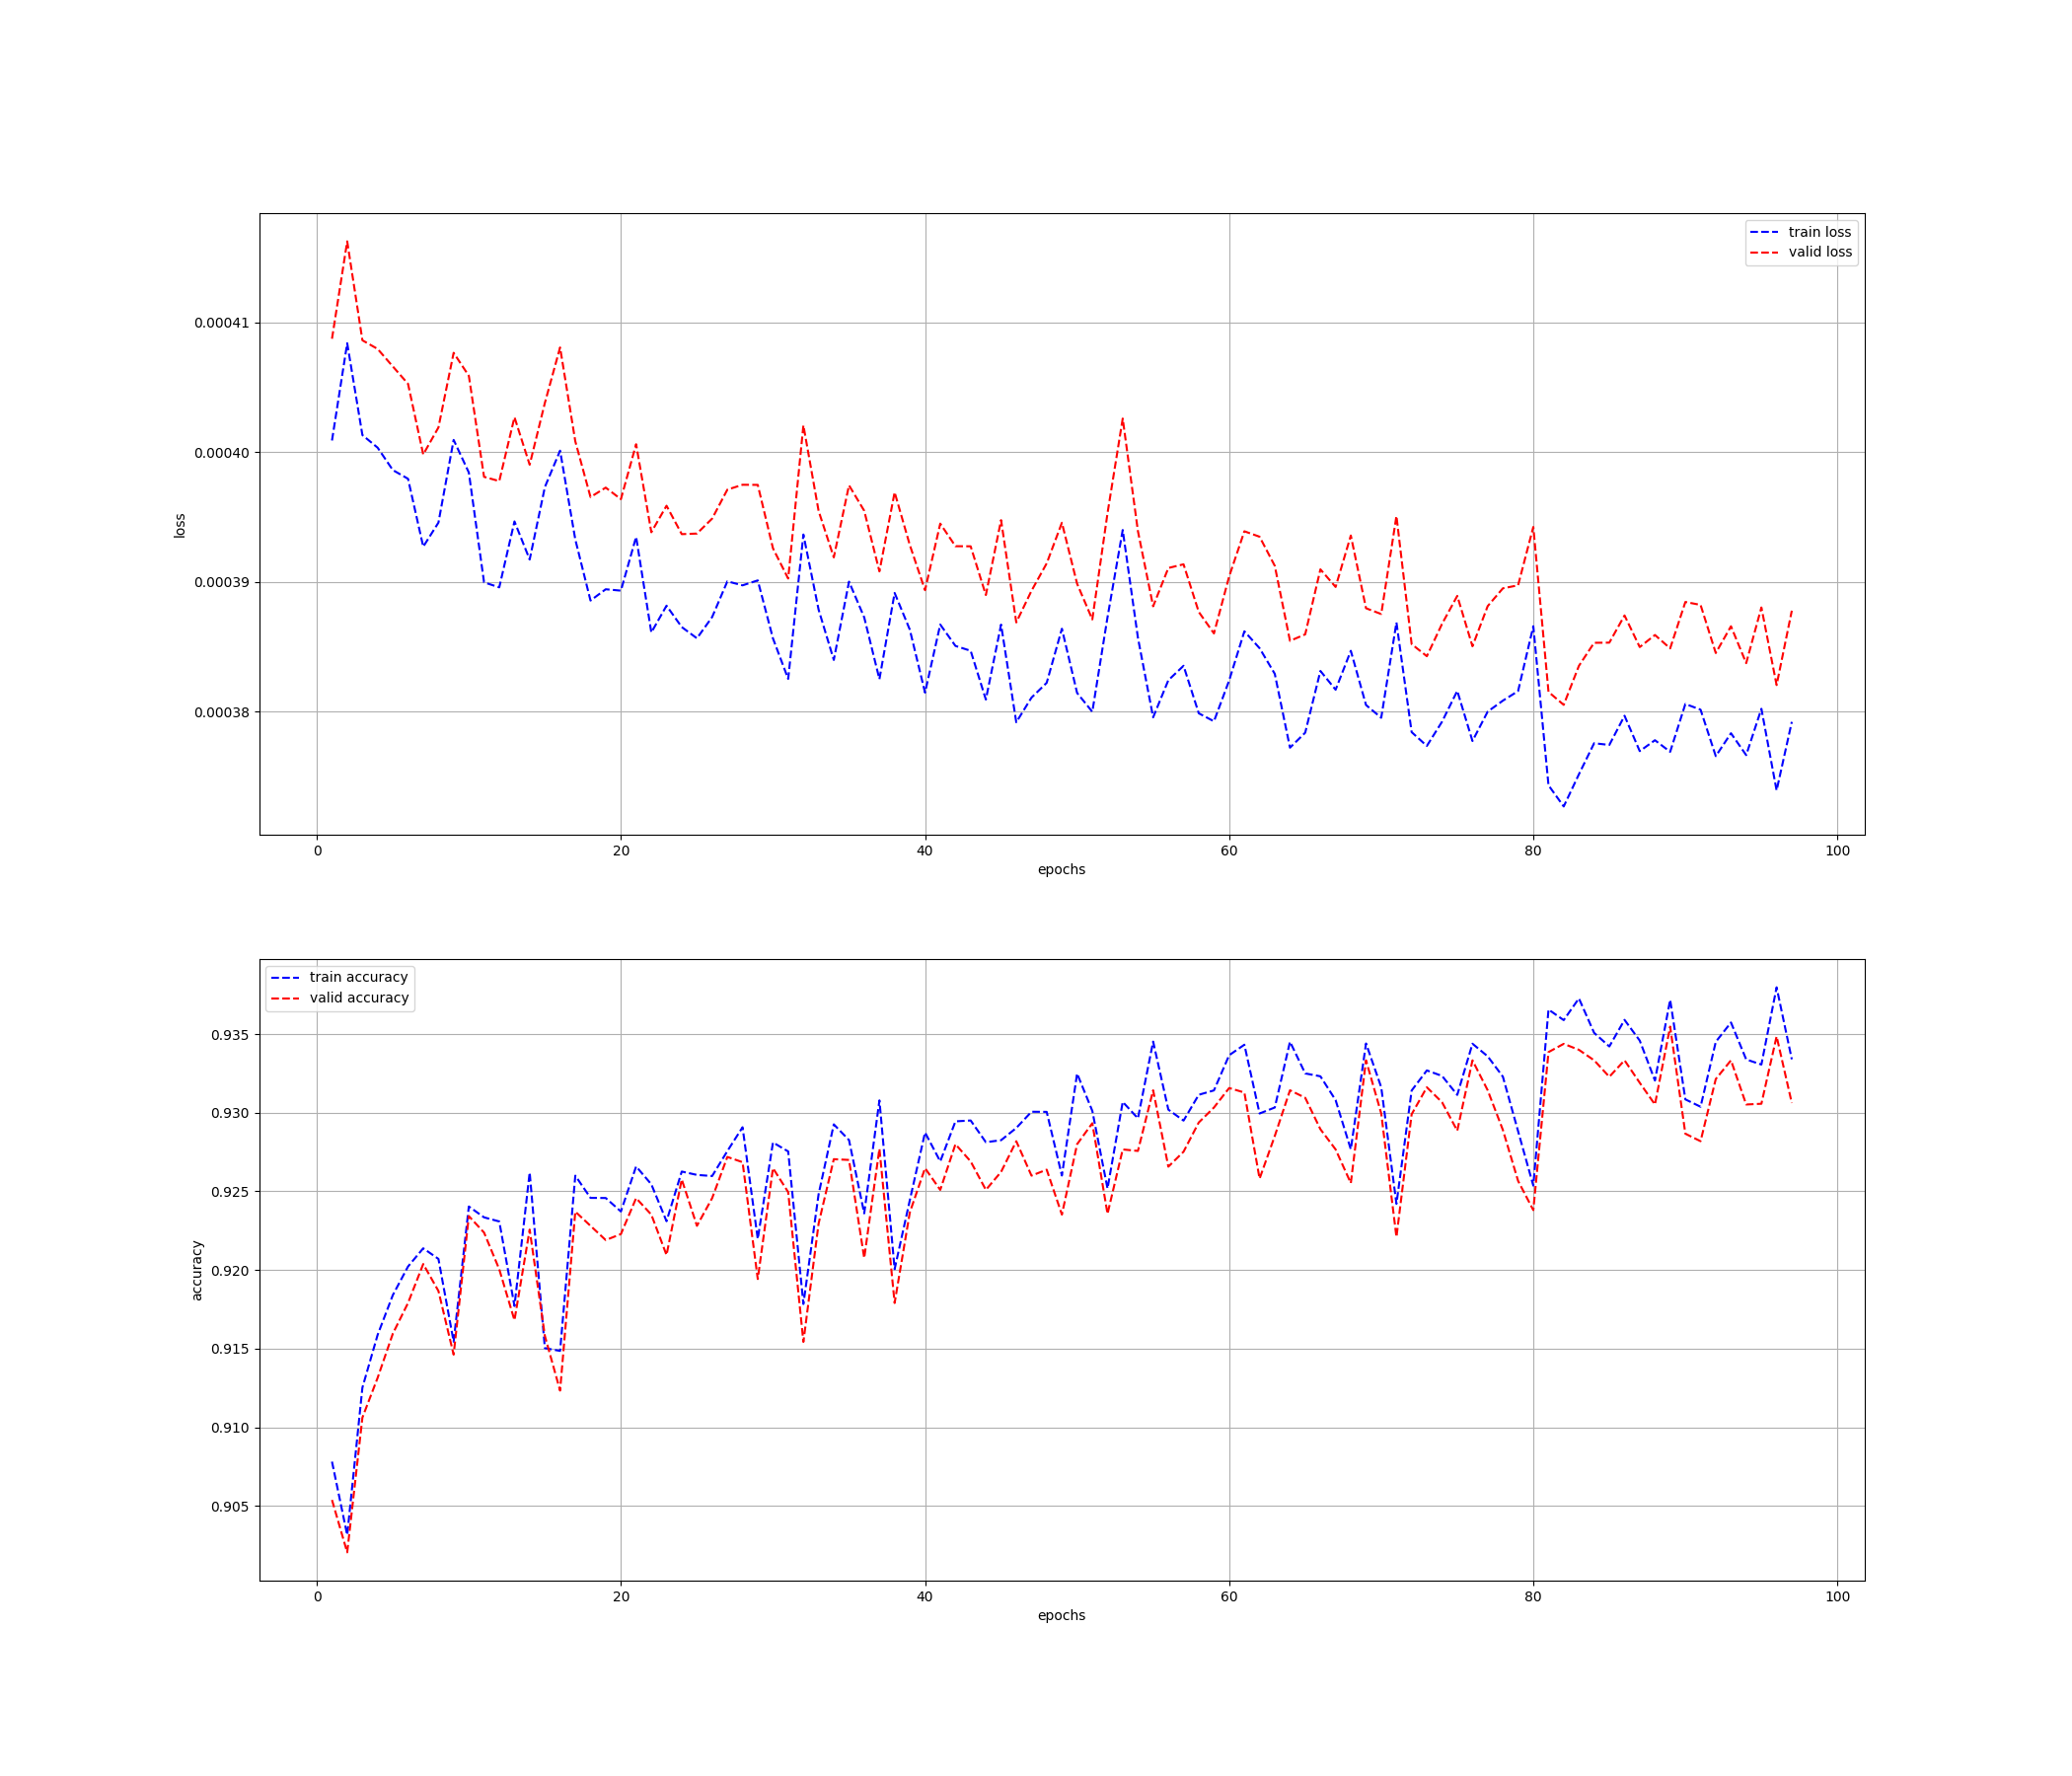 train loss
valid loss
0.00041
0.00040
0.00039
0.00038
loss
0 20 40 60 80 100
epochs
train accuracy
valid accuracy
0.935
0.930
0.925
0.920
0.915
0.910
0.905
accuracy
0 20 40 60 80 100
epochs